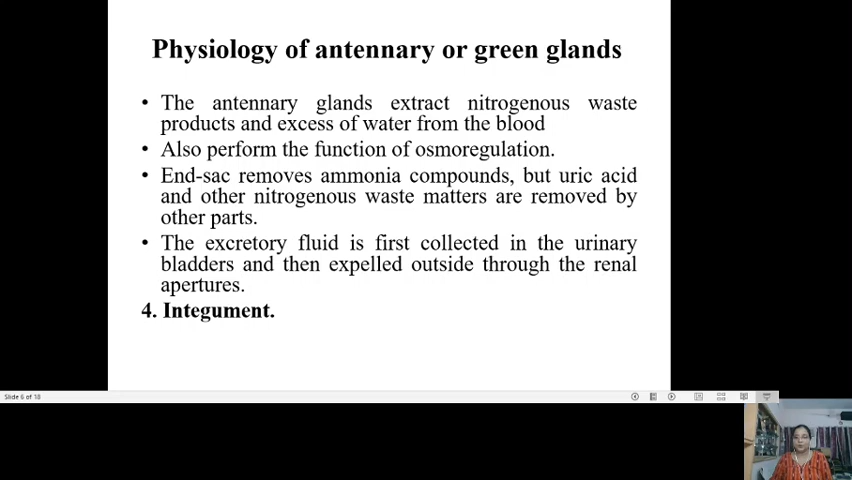 Physiology of antennary or green glands
• The antennary glands extract nitrogenous waste
products and excess of water from the blood
• Also perform the function of osmoregulation.
• End-sac removes ammonia compounds, but uric acid
and other nitrogenous waste matters are removed by
other parts.
• The excretory fluid is first collected in the urinary
bladders and then expelled outside through the renal
apertures.
4. Integument.
Slide 6 of 18